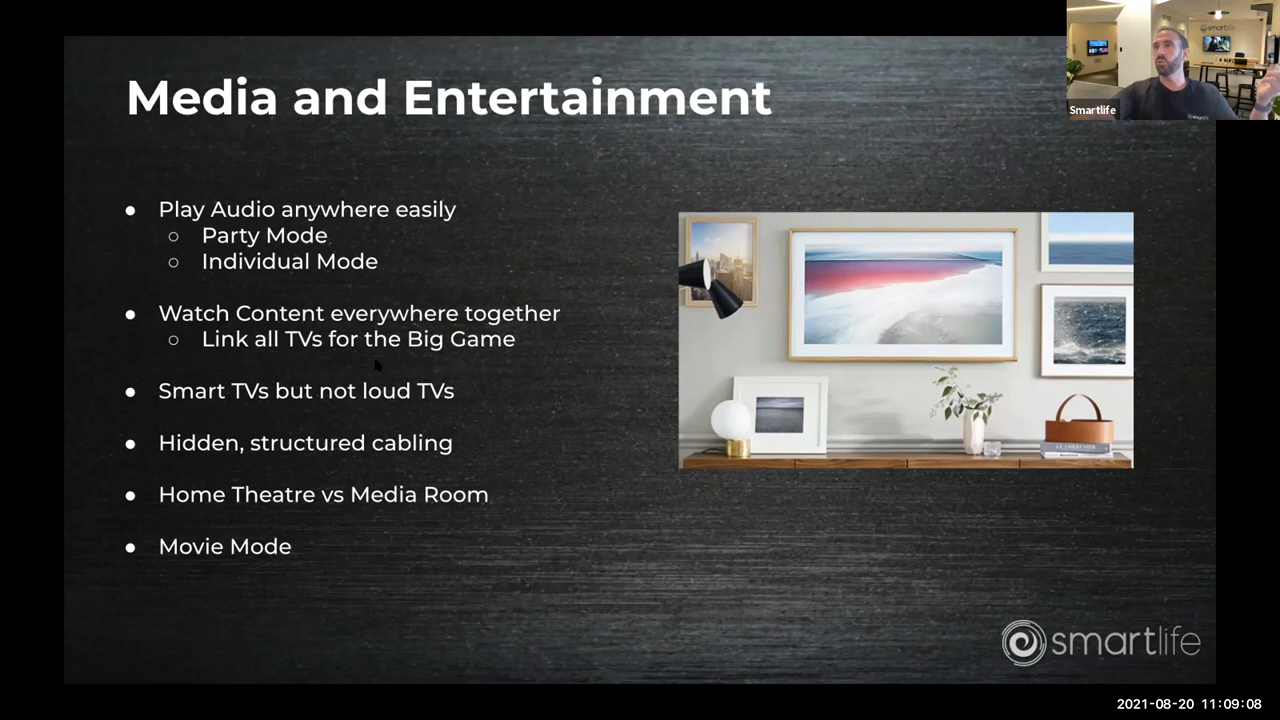 Media and Entertainment
● Play Audio anywhere easily
○ Party Mode
○ Individual Mode
● Watch Content everywhere together
○ Link all TVs for the Big Game
● Smart TVs but not loud TVs
● Hidden, structured cabling
● Home Theatre vs Media Room
● Movie Mode
smartlife
Smartlife
smartlife
2021-08-20 11:09:08